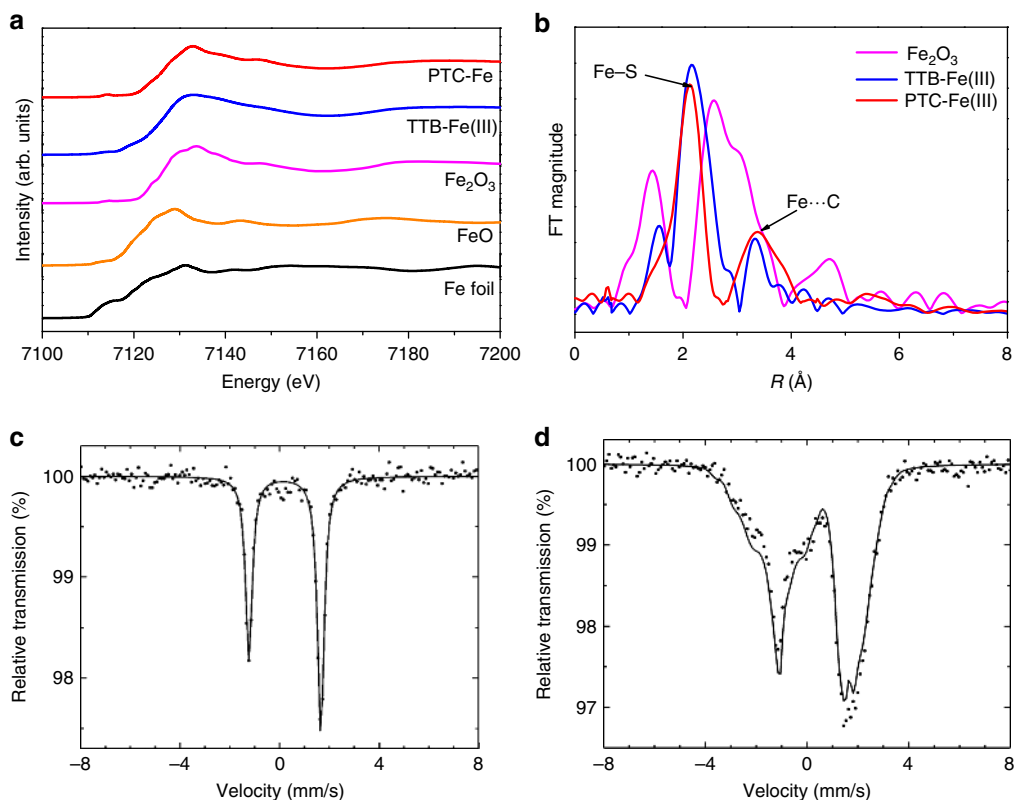 a
PTC-Fe
TTB-Fe(III)
Fe₂O₃
FeO
Fe foil
Intensity (arb. units)
7100 7120 7140 7160 7180 7200
Energy (eV)
b
Fe₂O₃
TTB-Fe(III)
PTC-Fe(III)
Fe–S
Fe···C
FT magnitude
0 2 4 6 8
R (Å)
c
100
99
98
Relative transmission (%)
–8 –4 0 4 8
Velocity (mm/s)
d
100
99
98
97
Relative transmission (%)
–8 –4 0 4 8
Velocity (mm/s)